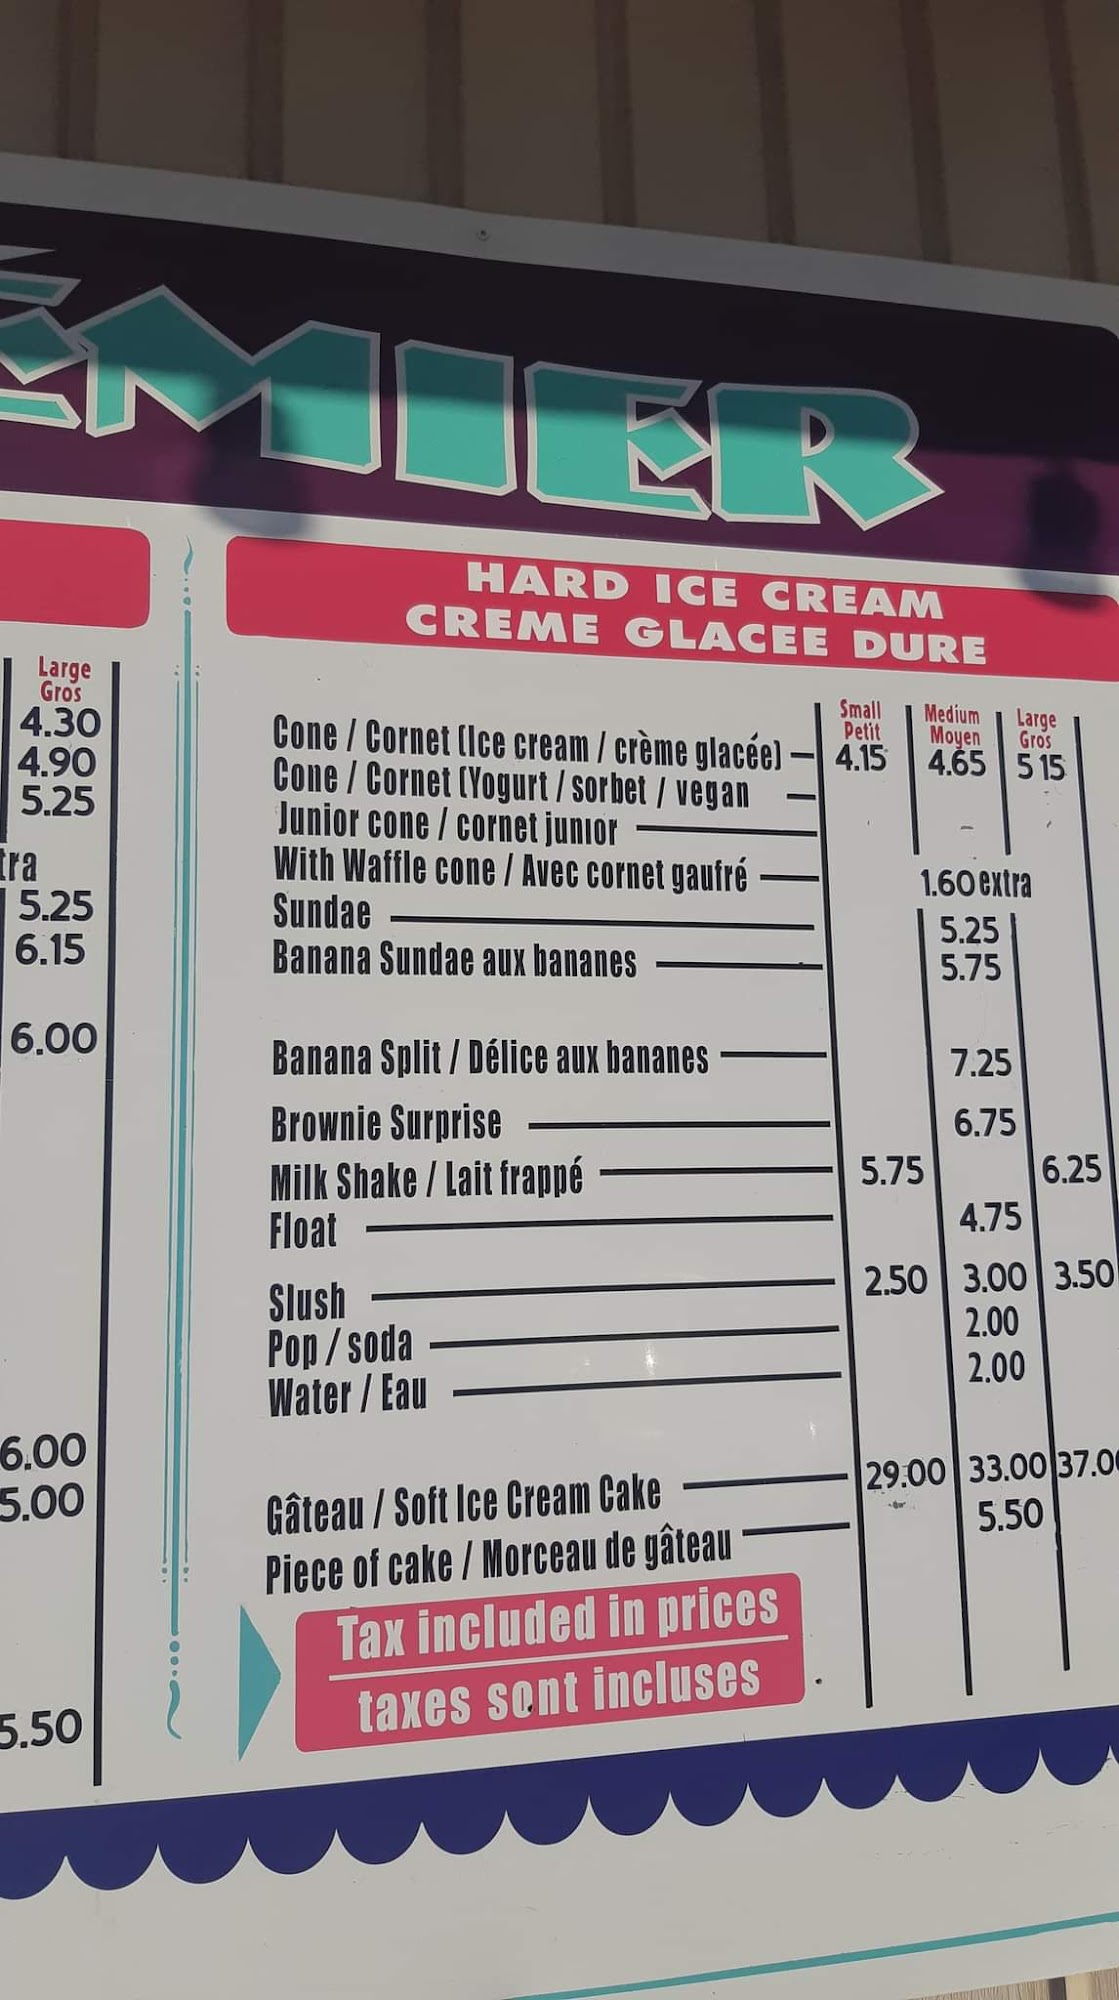 EMIER
Large
Gros
4.30
4.90
5.25
tra
5.25
6.15
6.00
6.00
5.00
5.50
HARD ICE CREAM
CREME GLACEE DURE
Small Medium Large
Petit Moyen Gros
Cone / Cornet (Ice cream / crème glacée) 4.15 4.65 5 15
Cone / Cornet (Yogurt / sorbet / vegan
Junior cone / cornet junior
With Waffle cone / Avec cornet gaufré 1.60 extra
Sundae 5.25
Banana Sundae aux bananes 5.75
Banana Split / Délice aux bananes 7.25
Brownie Surprise 6.75
Milk Shake / Lait frappé 5.75 6.25
Float 4.75
Slush 2.50 3.00 3.50
Pop / soda 2.00
Water / Eau 2.00
Gâteau / Soft Ice Cream Cake 29.00 33.00 37.00
Piece of cake / Morceau de gâteau 5.50
Tax included in prices
taxes sont incluses